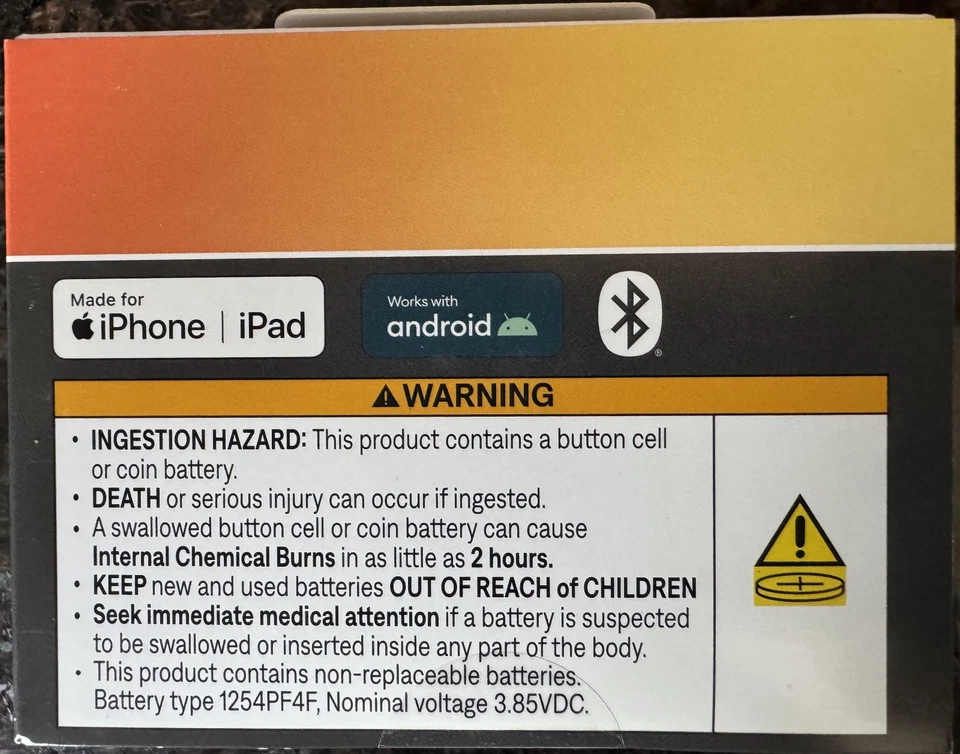 Made for
iPhone | iPad
Works with
android
®
WARNING
• INGESTION HAZARD: This product contains a button cell
or coin battery.
• DEATH or serious injury can occur if ingested.
• A swallowed button cell or coin battery can cause
Internal Chemical Burns in as little as 2 hours.
• KEEP new and used batteries OUT OF REACH of CHILDREN
• Seek immediate medical attention if a battery is suspected
to be swallowed or inserted inside any part of the body.
• This product contains non-replaceable batteries.
Battery type 1254PF4F, Nominal voltage 3.85VDC.